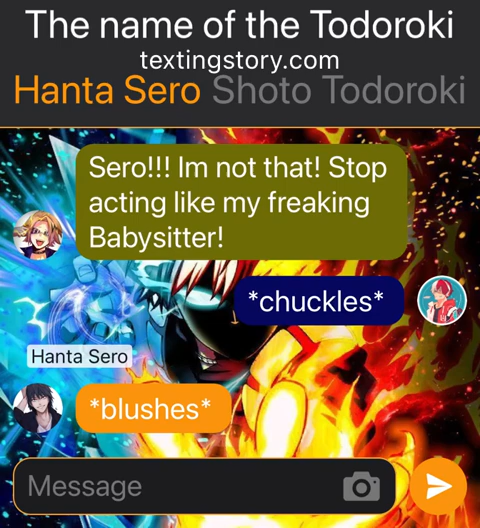 The name of the Todoroki
textingstory.com
Hanta Sero Shoto Todoroki
Sero!!! Im not that! Stop
acting like my freaking
Babysitter!
*chuckles*
Hanta Sero
*blushes*
Message